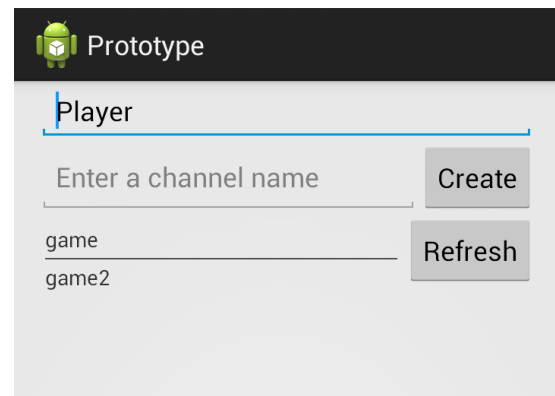 Prototype
Player
Enter a channel name
Create
game
Refresh
game2